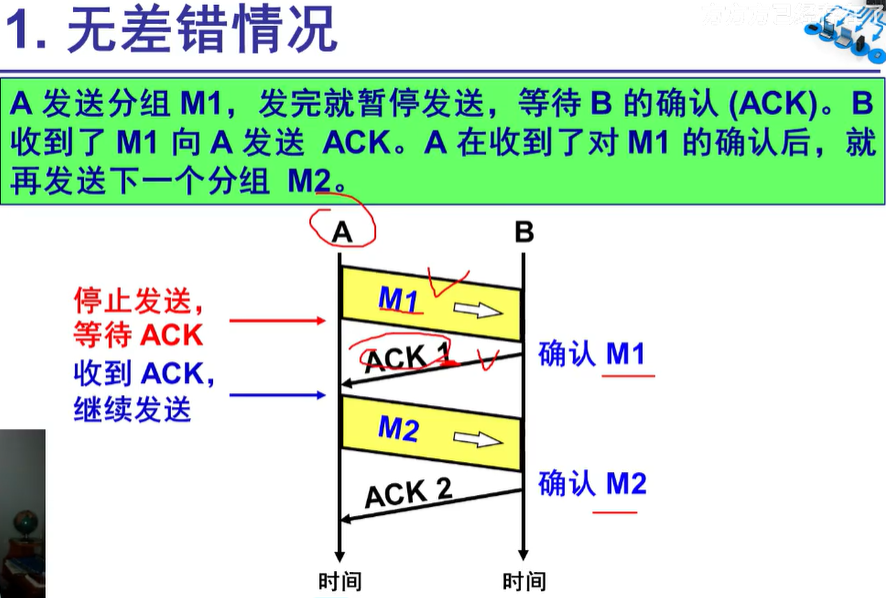 1. 无差错情况
A 发送分组 M1，发完就暂停发送，等待 B 的确认 (ACK)。B
收到了 M1 向 A 发送 ACK。A 在收到了对 M1 的确认后，就
再发送下一个分组 M2。
A
B
停止发送，
等待 ACK
收到 ACK，
继续发送
M1
ACK 1
确认 M1
M2
ACK 2
确认 M2
时间
时间